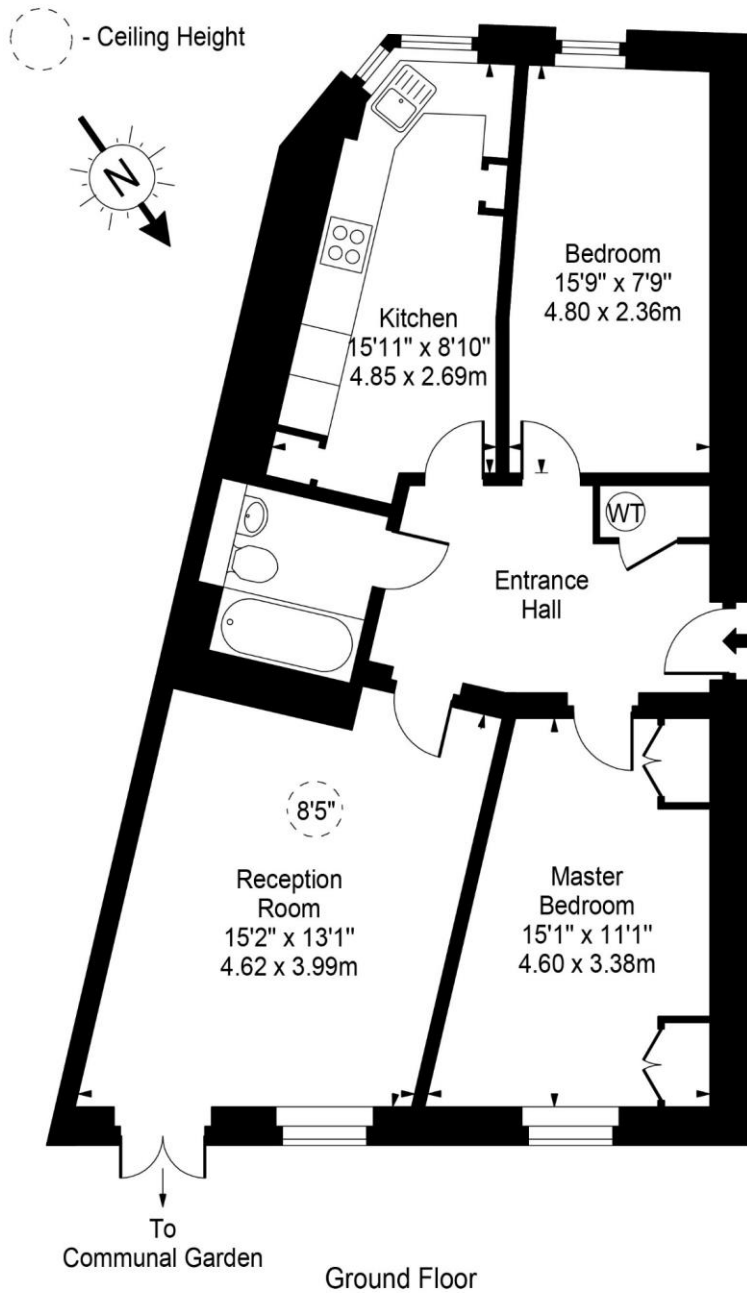 - Ceiling Height
N
Bedroom
15'9" x 7'9"
4.80 x 2.36m
Kitchen
15'11" x 8'10"
4.85 x 2.69m
WT
Entrance
Hall
8'5"
Reception
Room
15'2" x 13'1"
4.62 x 3.99m
Master
Bedroom
15'1" x 11'1"
4.60 x 3.38m
To
Communal Garden
Ground Floor